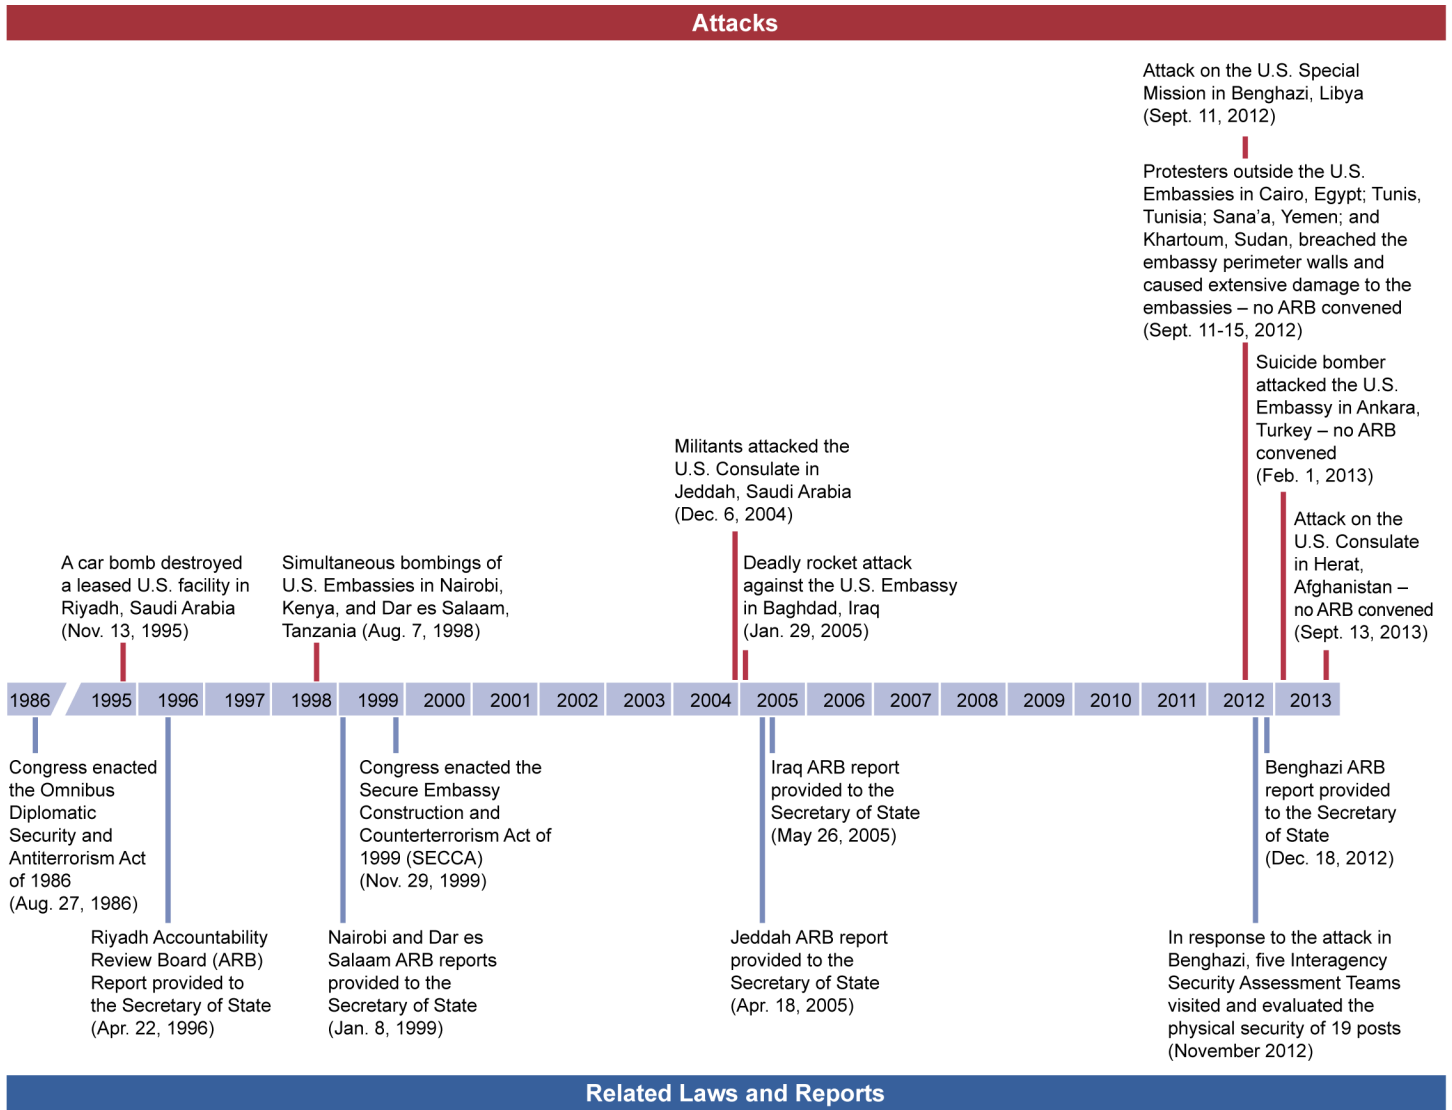 Attacks
Attack on the U.S. Special
Mission in Benghazi, Libya
(Sept. 11, 2012)
Protesters outside the U.S.
Embassies in Cairo, Egypt; Tunis,
Tunisia; Sana’a, Yemen; and
Khartoum, Sudan, breached the
embassy perimeter walls and
caused extensive damage to the
embassies – no ARB convened
(Sept. 11-15, 2012)
Suicide bomber
attacked the U.S.
Embassy in Ankara,
Turkey – no ARB
convened
(Feb. 1, 2013)
Militants attacked the
U.S. Consulate in
Jeddah, Saudi Arabia
(Dec. 6, 2004)
Attack on the
U.S. Consulate
in Herat,
Afghanistan –
no ARB convened
(Sept. 13, 2013)
A car bomb destroyed
a leased U.S. facility in
Riyadh, Saudi Arabia
(Nov. 13, 1995)
Simultaneous bombings of
U.S. Embassies in Nairobi,
Kenya, and Dar es Salaam,
Tanzania (Aug. 7, 1998)
Deadly rocket attack
against the U.S. Embassy
in Baghdad, Iraq
(Jan. 29, 2005)
1986 1995 1996 1997 1998 1999 2000 2001 2002 2003 2004 2005 2006 2007 2008 2009 2010 2011 2012 2013
Congress enacted
the Omnibus
Diplomatic
Security and
Antiterrorism Act
of 1986
(Aug. 27, 1986)
Congress enacted the
Secure Embassy
Construction and
Counterterrorism Act of
1999 (SECCA)
(Nov. 29, 1999)
Iraq ARB report
provided to the
Secretary of State
(May 26, 2005)
Benghazi ARB
report provided
to the Secretary
of State
(Dec. 18, 2012)
Riyadh Accountability
Review Board (ARB)
Report provided to
the Secretary of State
(Apr. 22, 1996)
Nairobi and Dar es
Salaam ARB reports
provided to the
Secretary of State
(Jan. 8, 1999)
Jeddah ARB report
provided to the
Secretary of State
(Apr. 18, 2005)
In response to the attack in
Benghazi, five Interagency
Security Assessment Teams
visited and evaluated the
physical security of 19 posts
(November 2012)
Related Laws and Reports